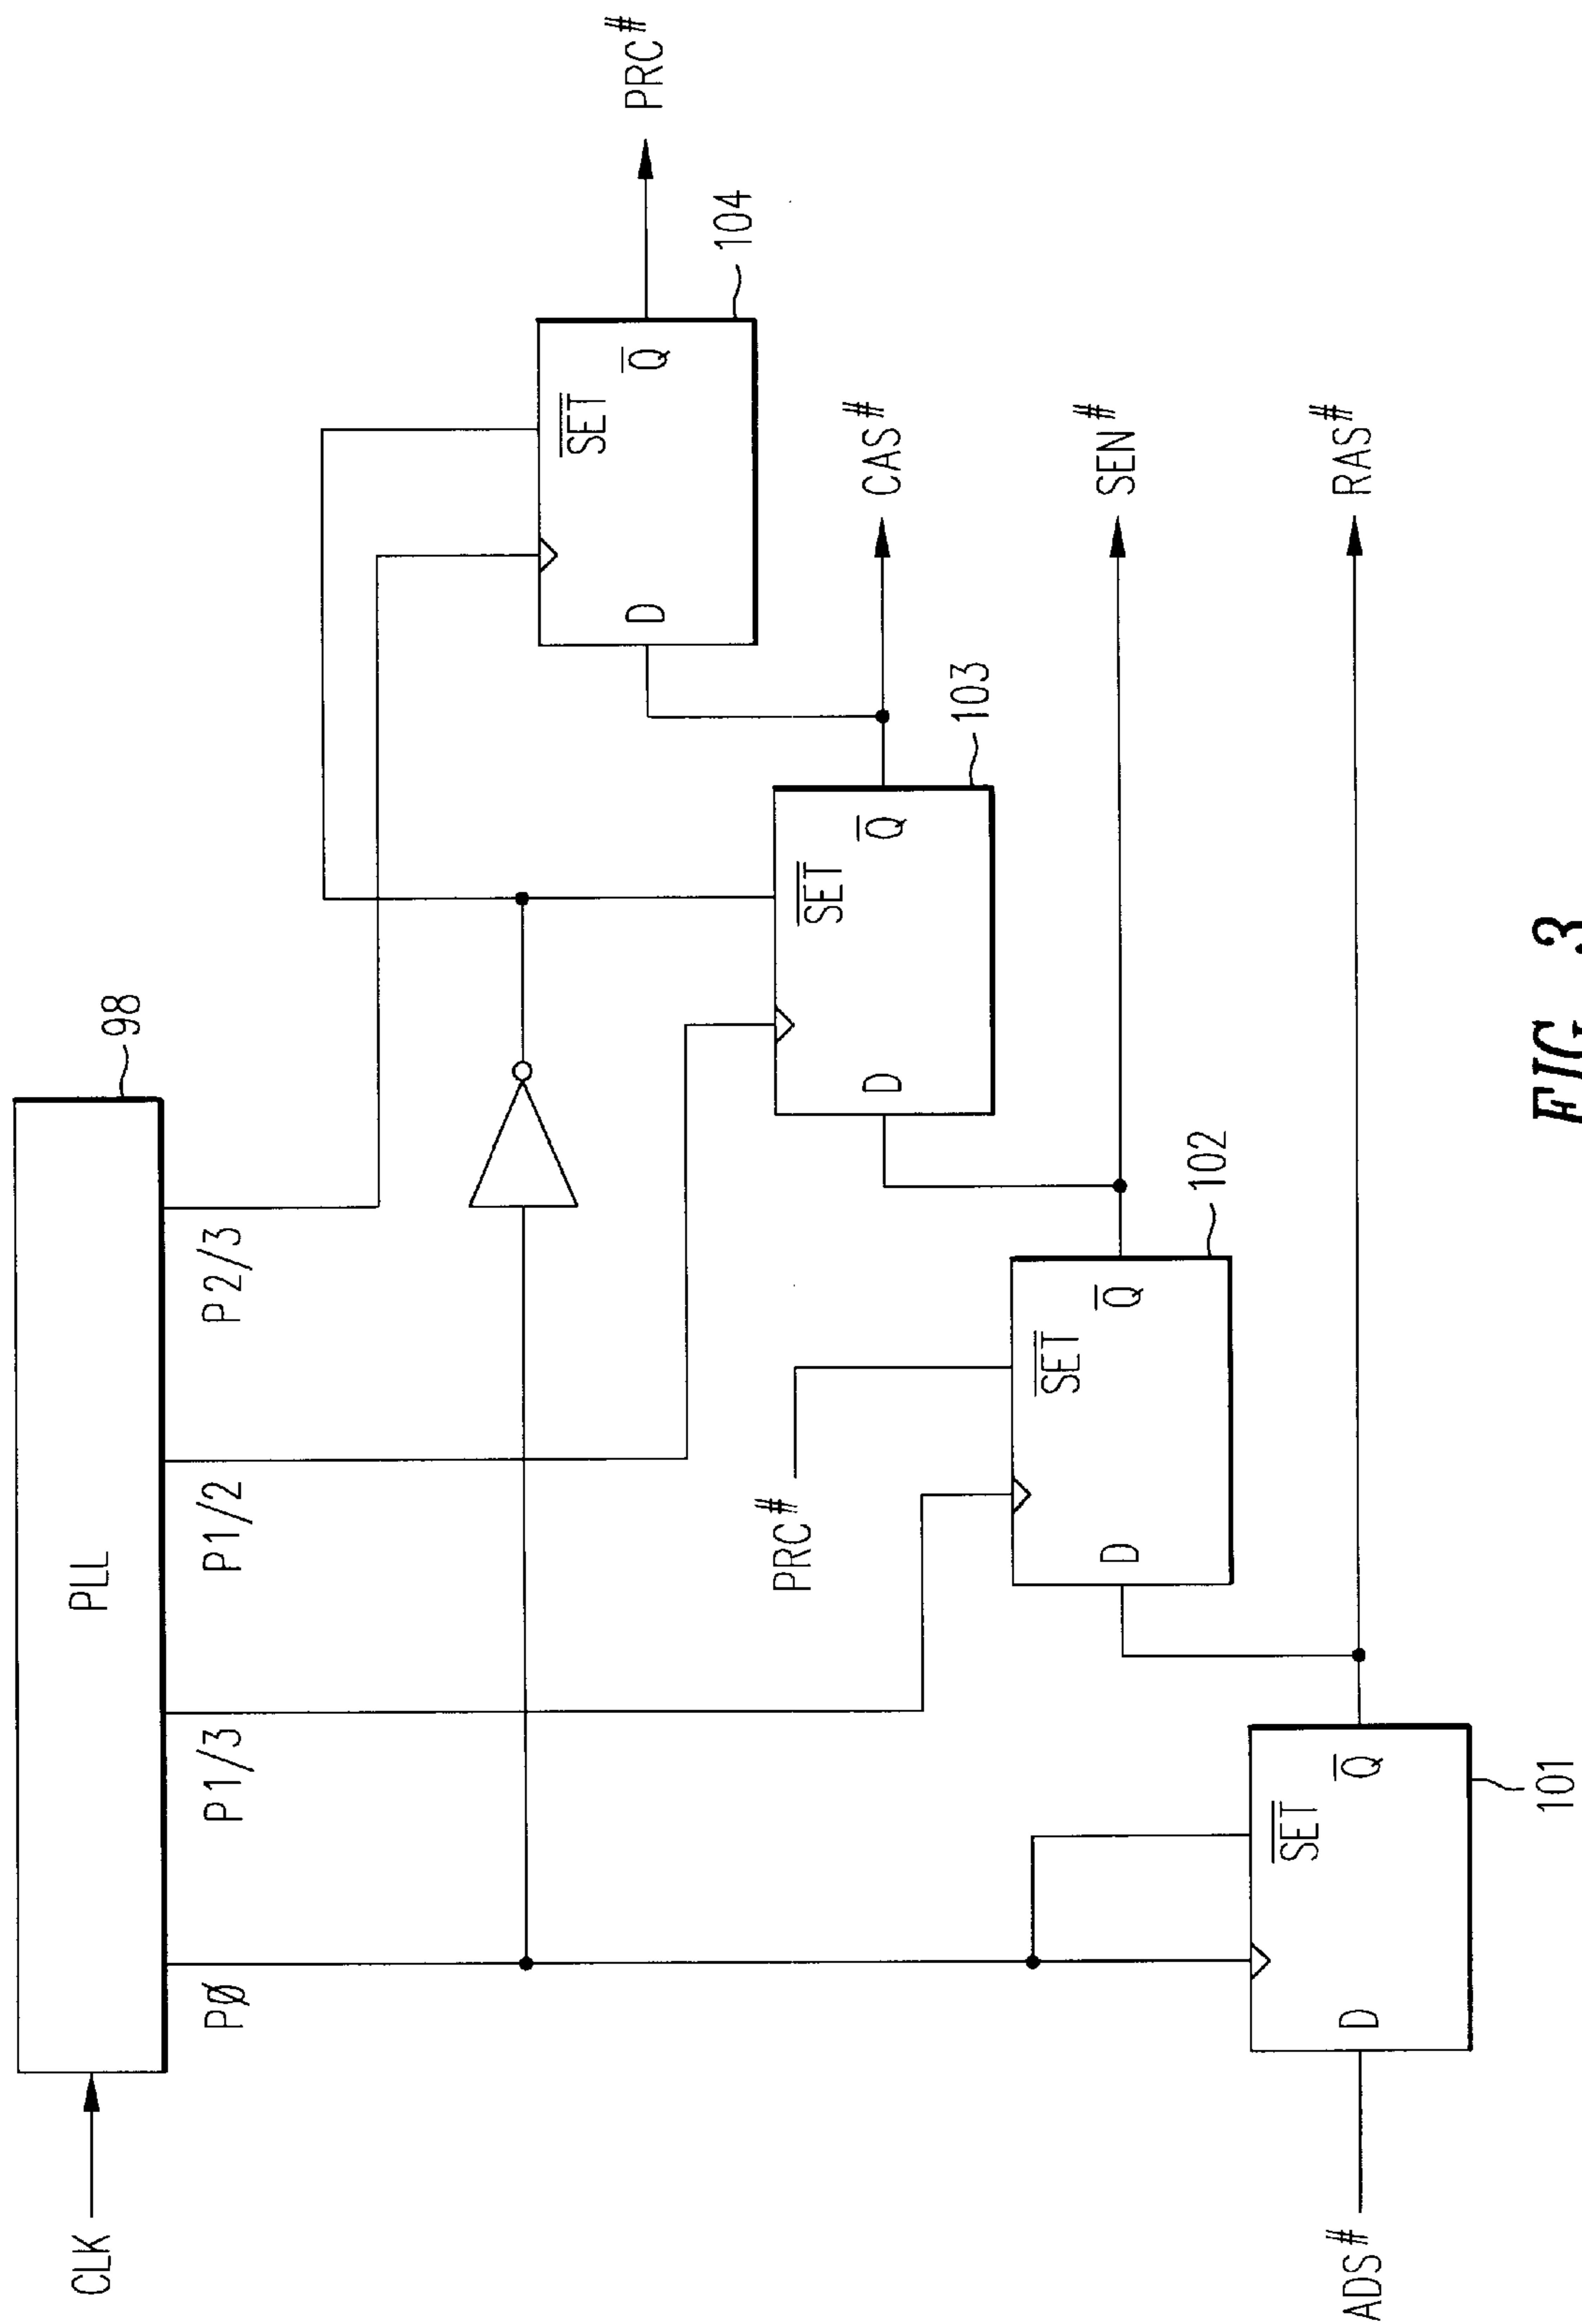 CLK
PLL
98
PØ
P1/3
P1/2
P2/3
ADS#
D
SET
Q
101
RAS#
PRC#
D
SET
Q
102
SEN#
D
SET
Q
103
CAS#
D
SET
Q
104
PRC#
FIG. 3